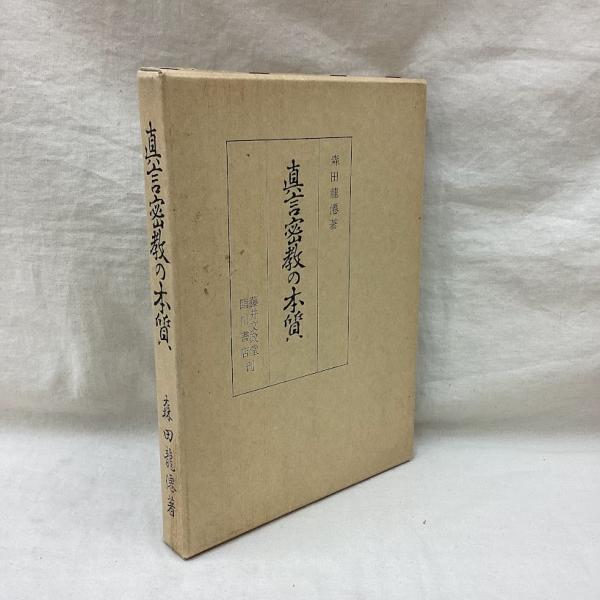 真言密教の本質
森田龍僊著
森田龍僊著
真言密教の本質
藤井文政堂
臨川書店刊